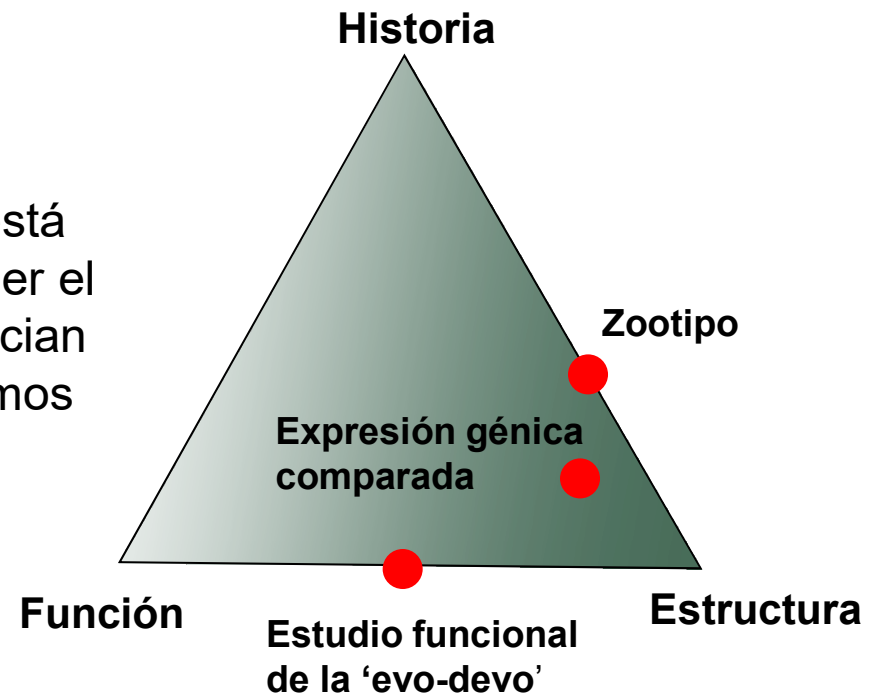 Historia
stá
er el
cian
mos
Zootipo
Expresión génica
comparada
Función
Estructura
Estudio funcional
de la ‘evo-devo’